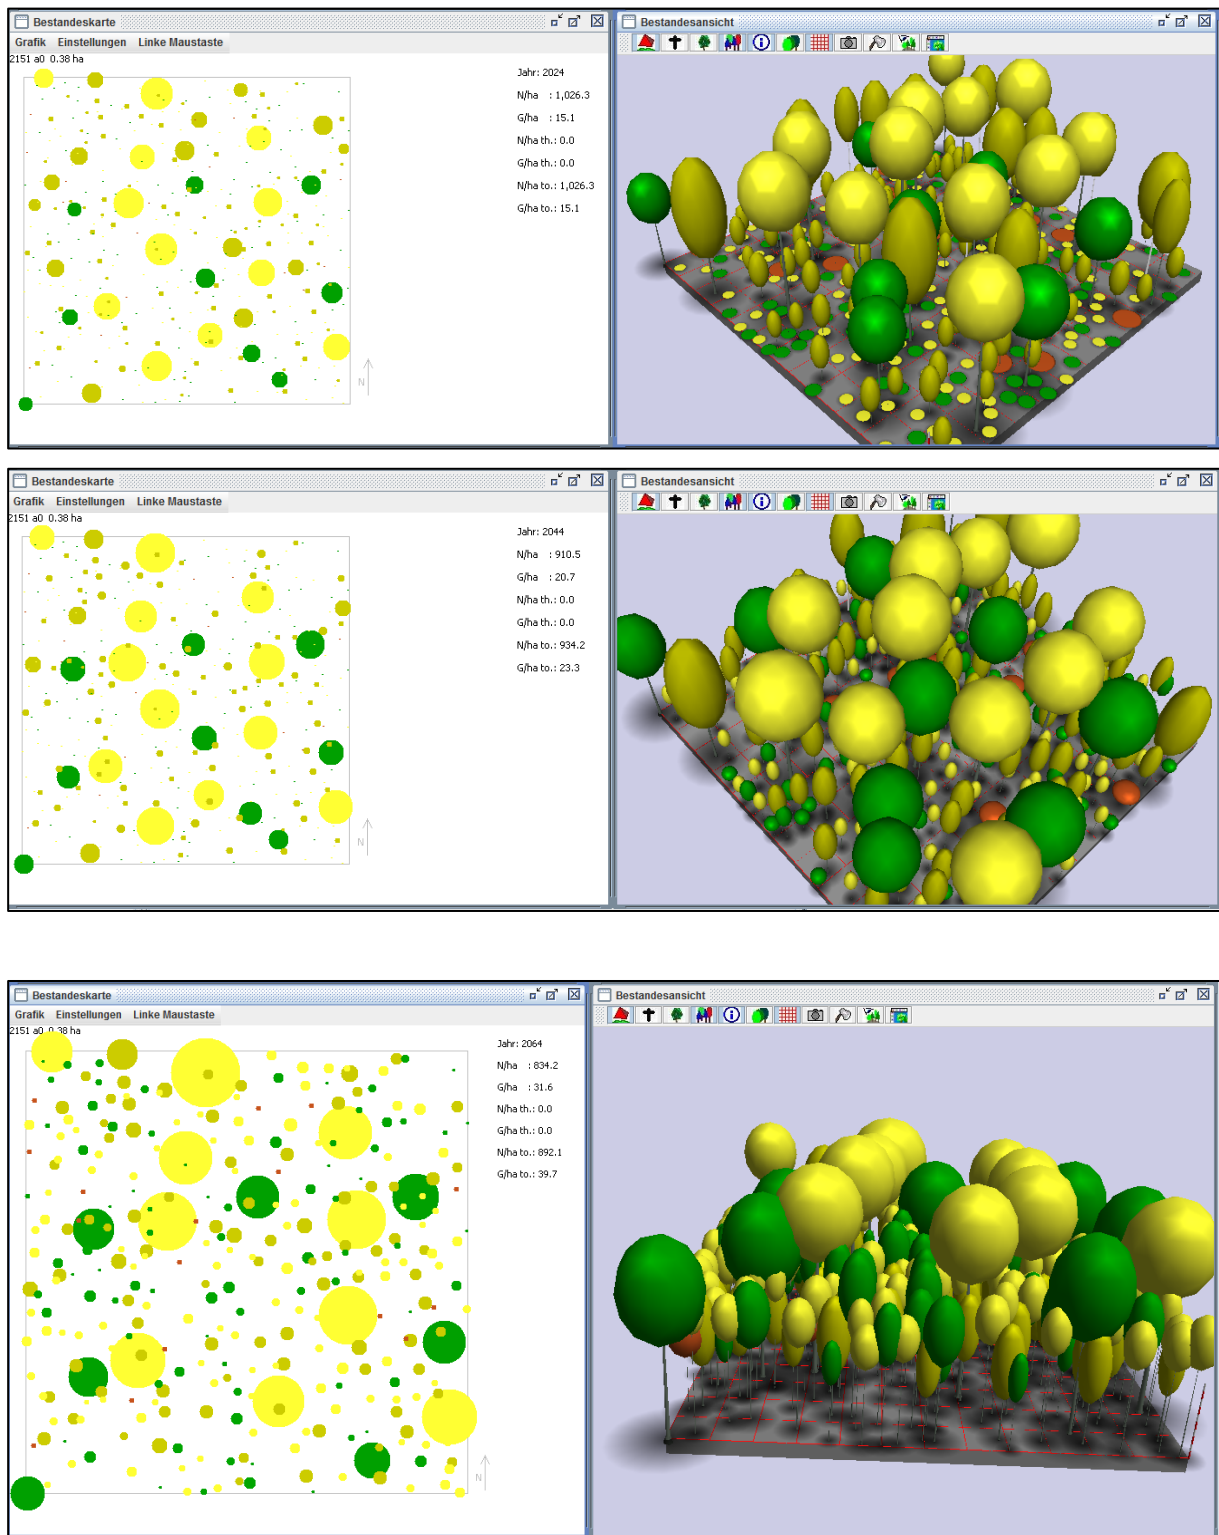 Bestandeskarte
Grafik Einstellungen Linke Maustaste
2151 a0 0.38 ha
Jahr: 2024
N/ha : 1,026.3
G/ha : 15.1
N/ha th.: 0.0
G/ha th.: 0.0
N/ha to.: 1,026.3
G/ha to.: 15.1
N
Bestandesansicht
Bestandeskarte
Grafik Einstellungen Linke Maustaste
2151 a0 0.38 ha
Jahr: 2044
N/ha : 910.5
G/ha : 20.7
N/ha th.: 0.0
G/ha th.: 0.0
N/ha to.: 934.2
G/ha to.: 23.3
N
Bestandesansicht
Bestandeskarte
Grafik Einstellungen Linke Maustaste
2151 a0 0.38 ha
Jahr: 2064
N/ha : 834.2
G/ha : 31.6
N/ha th.: 0.0
G/ha th.: 0.0
N/ha to.: 892.1
G/ha to.: 39.7
N
Bestandesansicht